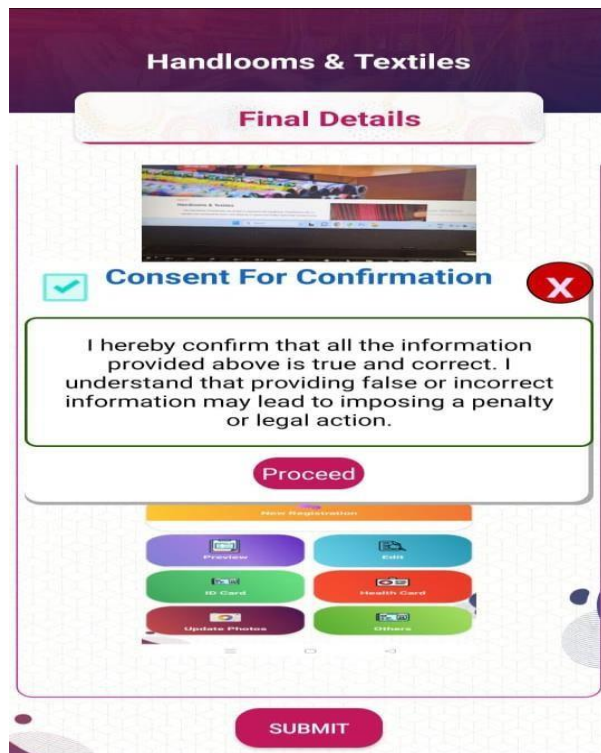 Handlooms & Textiles
Final Details
Handlooms & Textiles
Consent For Confirmation
X
I hereby confirm that all the information
provided above is true and correct. I
understand that providing false or incorrect
information may lead to imposing a penalty
or legal action.
Proceed
New Registration
Preview
Edit
ID Card
Health Card
Update Photos
Others
SUBMIT